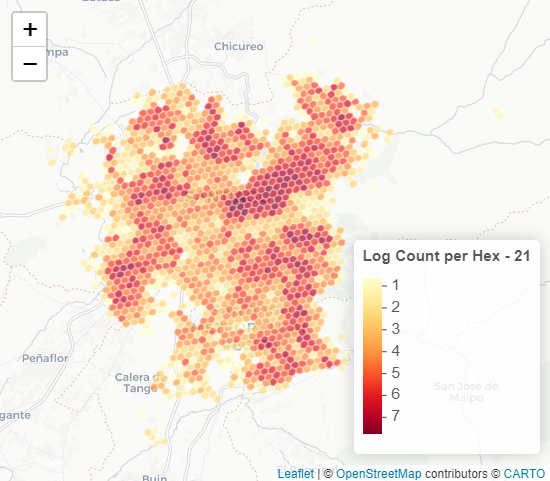 +
Chicureo
mpa
−
Log Count per Hex - 21
1
2
3
4
5
6
7
Peñaflor
Calera de
Tango
San José de
Maipo
gante
Buin
Leaflet | © OpenStreetMap contributors © CARTO